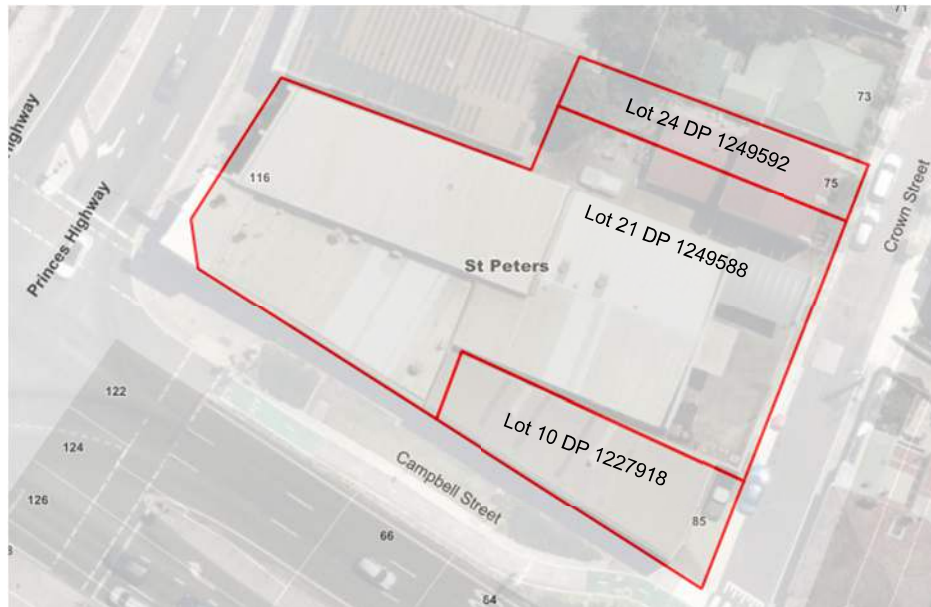 71
73
Lot 24 DP 1249592
75
Crown Street
Highway
116
Princes Highway
Lot 21 DP 1249588
St Peters
122
124
126
Lot 10 DP 1227918
85
Campbell Street
66
64